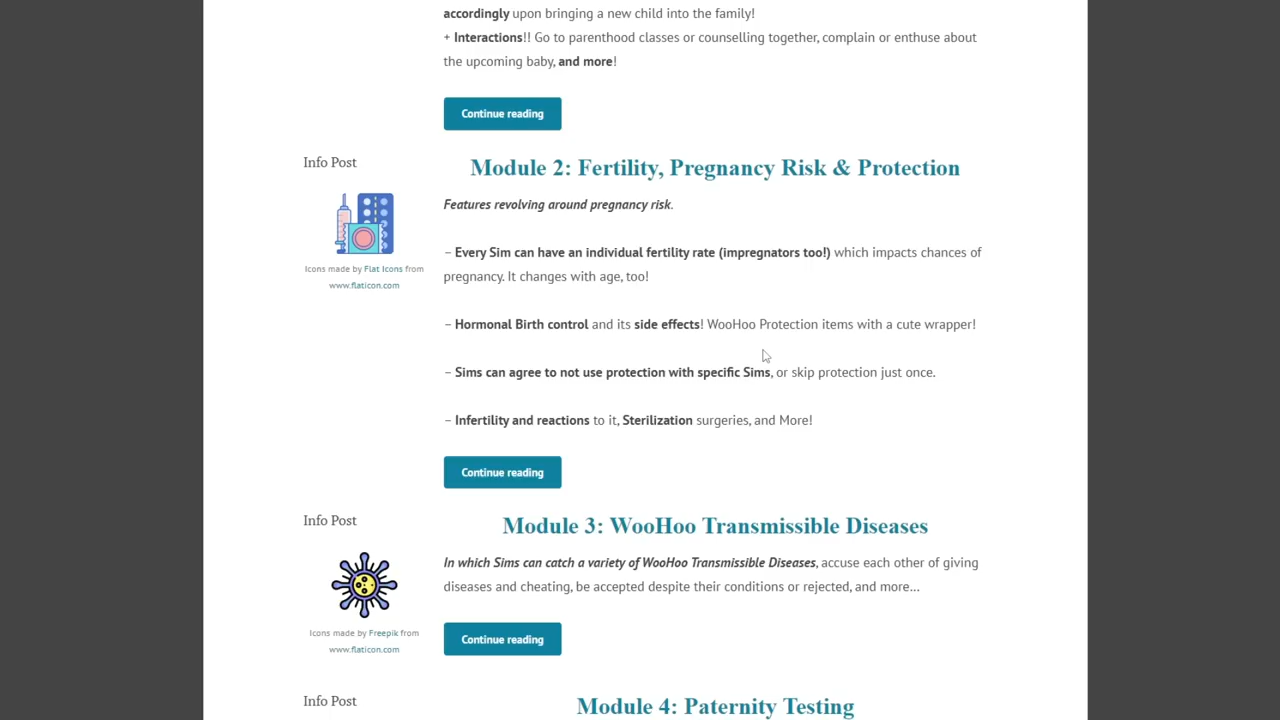 accordingly upon bringing a new child into the family!
+ Interactions!! Go to parenthood classes or counselling together, complain or enthuse about
the upcoming baby, and more!
Continue reading
Info Post
Module 2: Fertility, Pregnancy Risk & Protection
Icons made by Flat Icons from
www.flaticon.com
Features revolving around pregnancy risk.
– Every Sim can have an individual fertility rate (impregnators too!) which impacts chances of
pregnancy. It changes with age, too!
– Hormonal Birth control and its side effects! WooHoo Protection items with a cute wrapper!
– Sims can agree to not use protection with specific Sims, or skip protection just once.
– Infertility and reactions to it, Sterilization surgeries, and More!
Continue reading
Info Post
Module 3: WooHoo Transmissible Diseases
Icons made by Freepik from
www.flaticon.com
In which Sims can catch a variety of WooHoo Transmissible Diseases, accuse each other of giving
diseases and cheating, be accepted despite their conditions or rejected, and more...
Continue reading
Info Post
Module 4: Paternity Testing